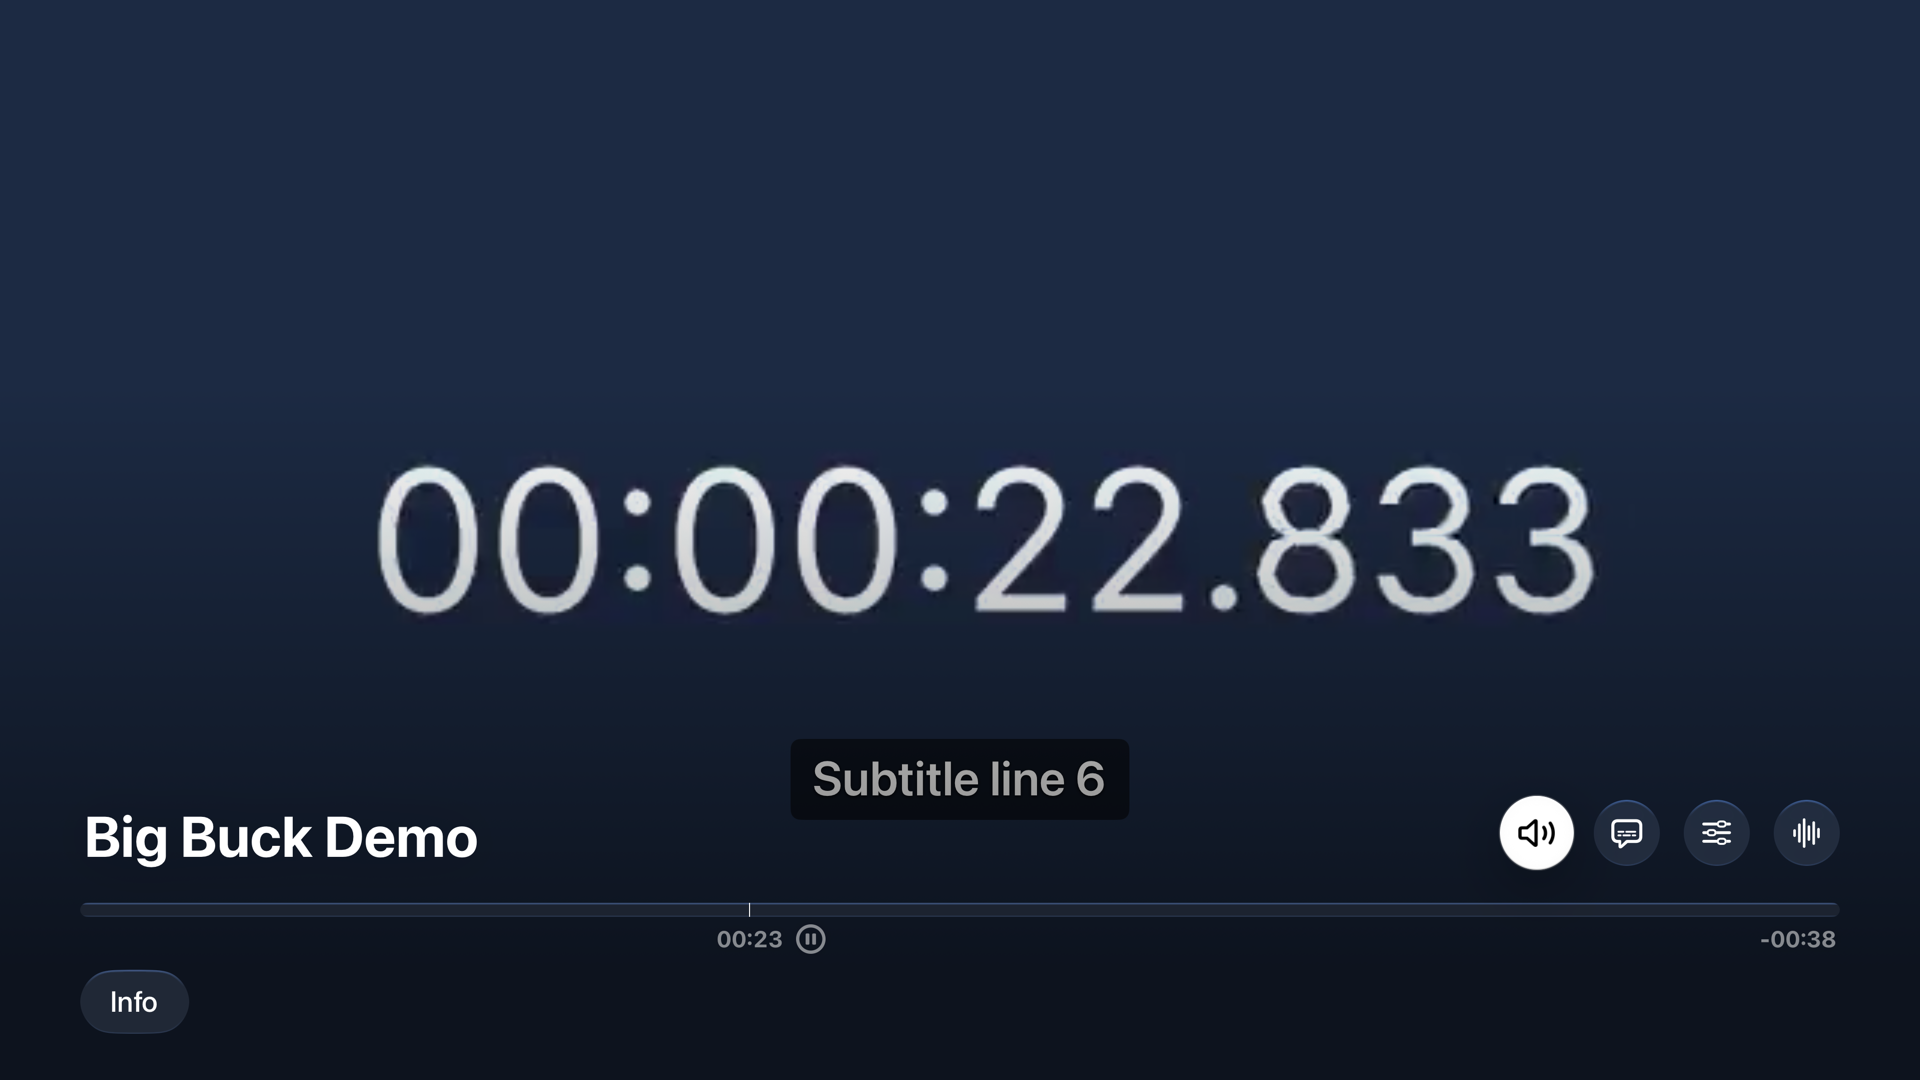 00:00:22.833
Subtitle line 6
Big Buck Demo
00:23
-00:38
Info